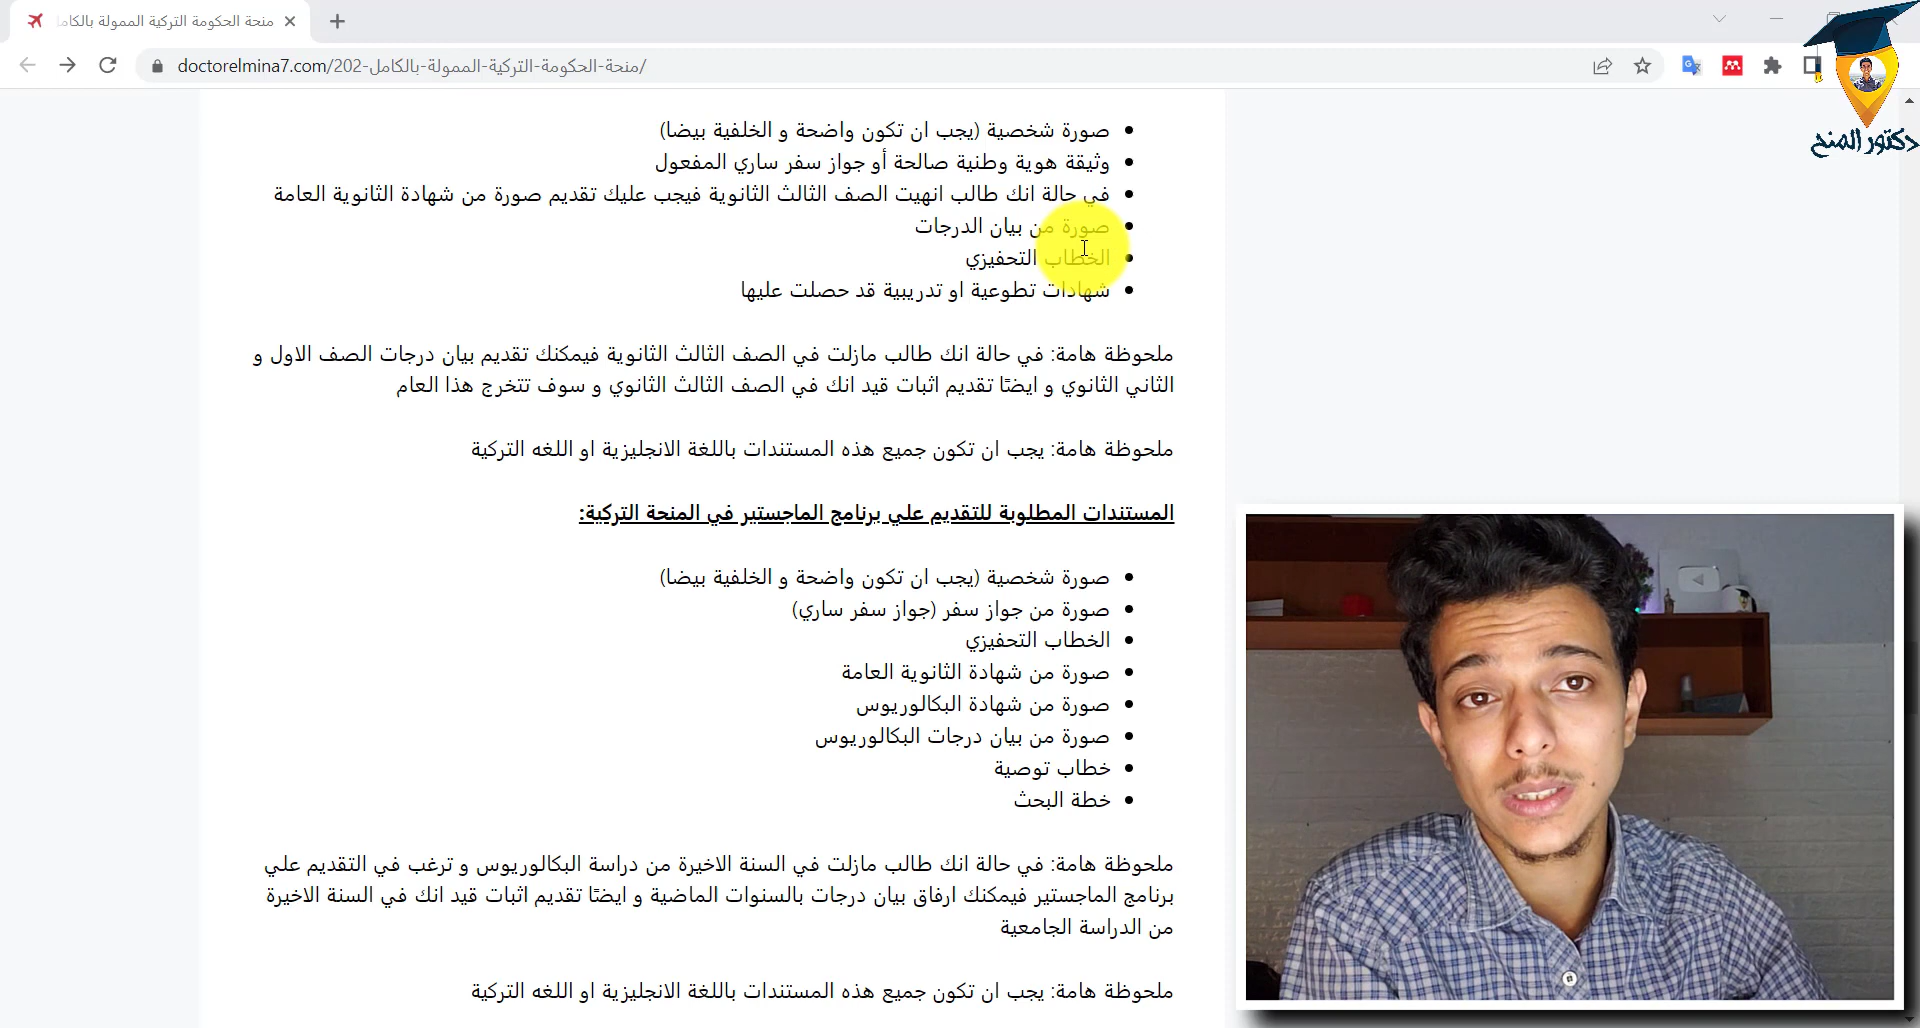 منحة الحكومة التركية الممولة بالكامل
doctorelmina7.com/202-منحة-الحكومة-التركية-الممولة-بالكامل/
دكتور المنح
صورة شخصية (يجب ان تكون واضحة و الخلفية بيضا)
وثيقة هوية وطنية صالحة أو جواز سفر ساري المفعول
في حالة انك طالب انهيت الصف الثالث الثانوية فيجب عليك تقديم صورة من شهادة الثانوية العامة
صورة من بيان الدرجات
الخطاب التحفيزي
شهادات تطوعية او تدريبية قد حصلت عليها
ملحوظة هامة: في حالة انك طالب مازلت في الصف الثالث الثانوية فيمكنك تقديم بيان درجات الصف الاول و
الثاني الثانوي و ايضًا تقديم اثبات قيد انك في الصف الثالث الثانوي و سوف تتخرج هذا العام
ملحوظة هامة: يجب ان تكون جميع هذه المستندات باللغة الانجليزية او اللغه التركية
المستندات المطلوبة للتقديم علي برنامج الماجستير في المنحة التركية:
صورة شخصية (يجب ان تكون واضحة و الخلفية بيضا)
صورة من جواز سفر (جواز سفر ساري)
الخطاب التحفيزي
صورة من شهادة الثانوية العامة
صورة من شهادة البكالوريوس
صورة من بيان درجات البكالوريوس
خطاب توصية
خطة البحث
ملحوظة هامة: في حالة انك طالب مازلت في السنة الاخيرة من دراسة البكالوريوس و ترغب في التقديم علي
برنامج الماجستير فيمكنك ارفاق بيان درجات بالسنوات الماضية و ايضًا تقديم اثبات قيد انك في السنة الاخيرة
من الدراسة الجامعية
ملحوظة هامة: يجب ان تكون جميع هذه المستندات باللغة الانجليزية او اللغه التركية